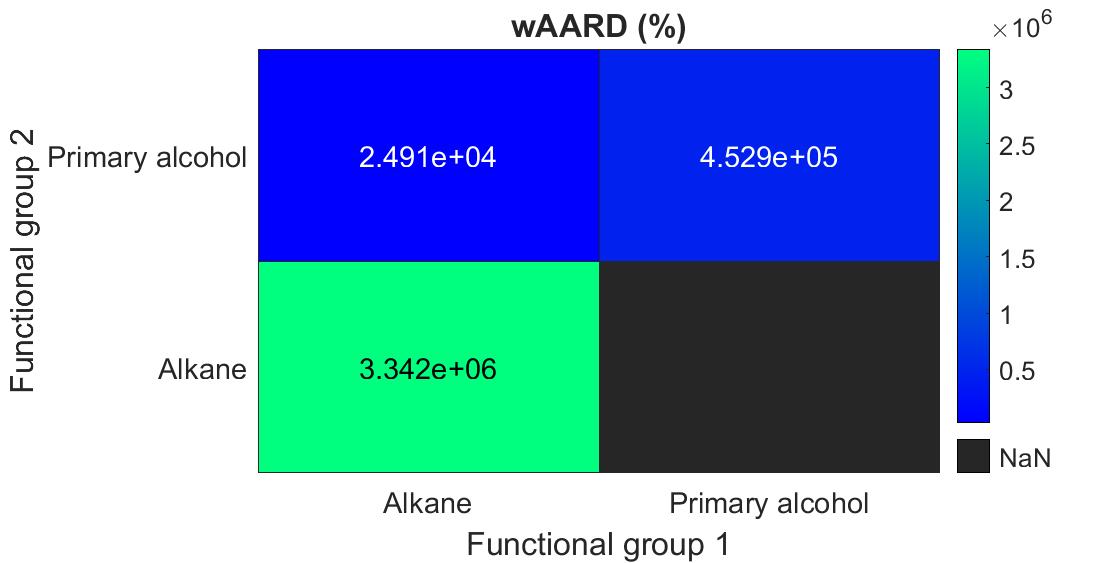 wAARD (%)
×10^6
Functional group 2
Primary alcohol
2.491e+04
4.529e+05
Alkane
3.342e+06
3
2.5
2
1.5
1
0.5
NaN
Alkane
Primary alcohol
Functional group 1